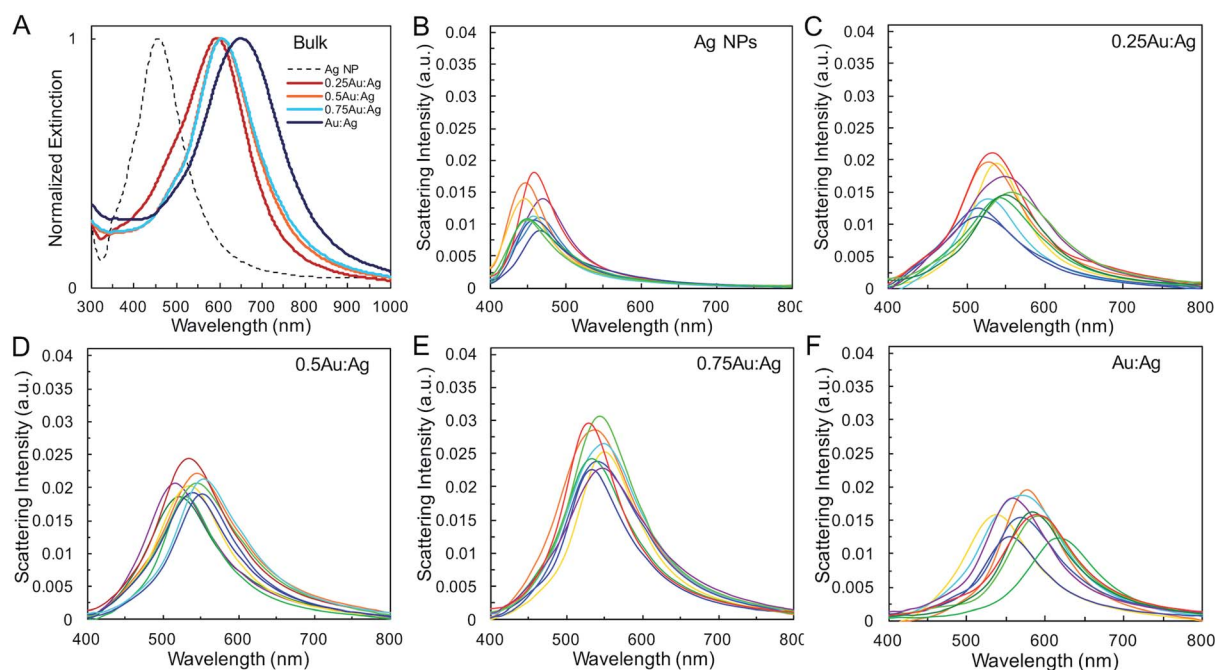 A
Bulk
Ag NP
0.25Au:Ag
0.5Au:Ag
0.75Au:Ag
Au:Ag
Normalized Extinction
1
0
300 400 500 600 700 800 900 1000
Wavelength (nm)
B
Ag NPs
Scattering Intensity (a.u.)
0.04
0.035
0.03
0.025
0.02
0.015
0.01
0.005
0
400 500 600 700 800
Wavelength (nm)
C
0.25Au:Ag
Scattering Intensity (a.u.)
0.04
0.035
0.03
0.025
0.02
0.015
0.01
0.005
0
400 500 600 700 800
Wavelength (nm)
D
0.5Au:Ag
Scattering Intensity (a.u.)
0.04
0.035
0.03
0.025
0.02
0.015
0.01
0.005
0
400 500 600 700 800
Wavelength (nm)
E
0.75Au:Ag
Scattering Intensity (a.u.)
0.04
0.035
0.03
0.025
0.02
0.015
0.01
0.005
0
400 500 600 700 800
Wavelength (nm)
F
Au:Ag
Scattering Intensity (a.u.)
0.04
0.035
0.03
0.025
0.02
0.015
0.01
0.005
0
400 500 600 700 800
Wavelength (nm)